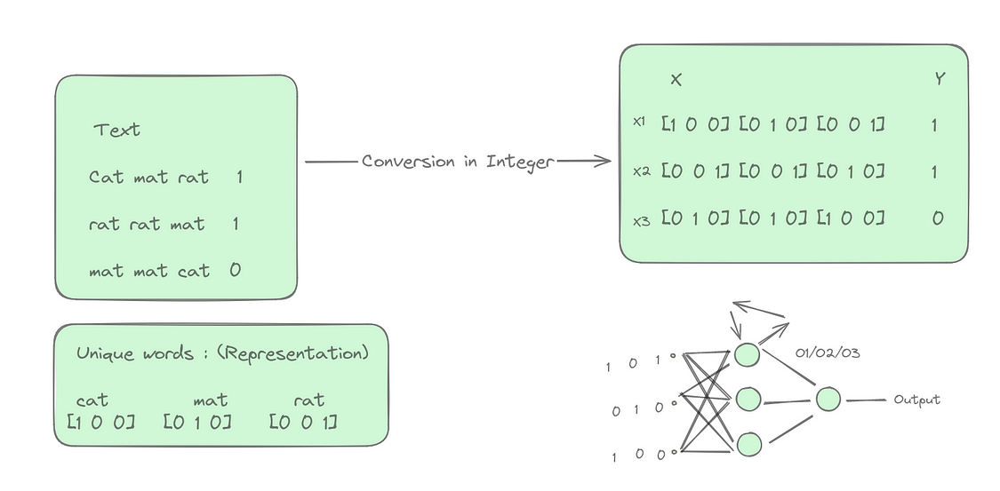 Text
Cat mat rat 1
rat rat mat 1
mat mat cat 0
Unique words : (Representation)
cat mat rat
[1 0 0] [0 1 0] [0 0 1]
Conversion in Integer
X Y
x1 [1 0 0] [0 1 0] [0 0 1] 1
x2 [0 0 1] [0 0 1] [0 1 0] 1
x3 [0 1 0] [0 1 0] [1 0 0] 0
1 0 1
0 1 0
1 0 0
01/02/03
Output